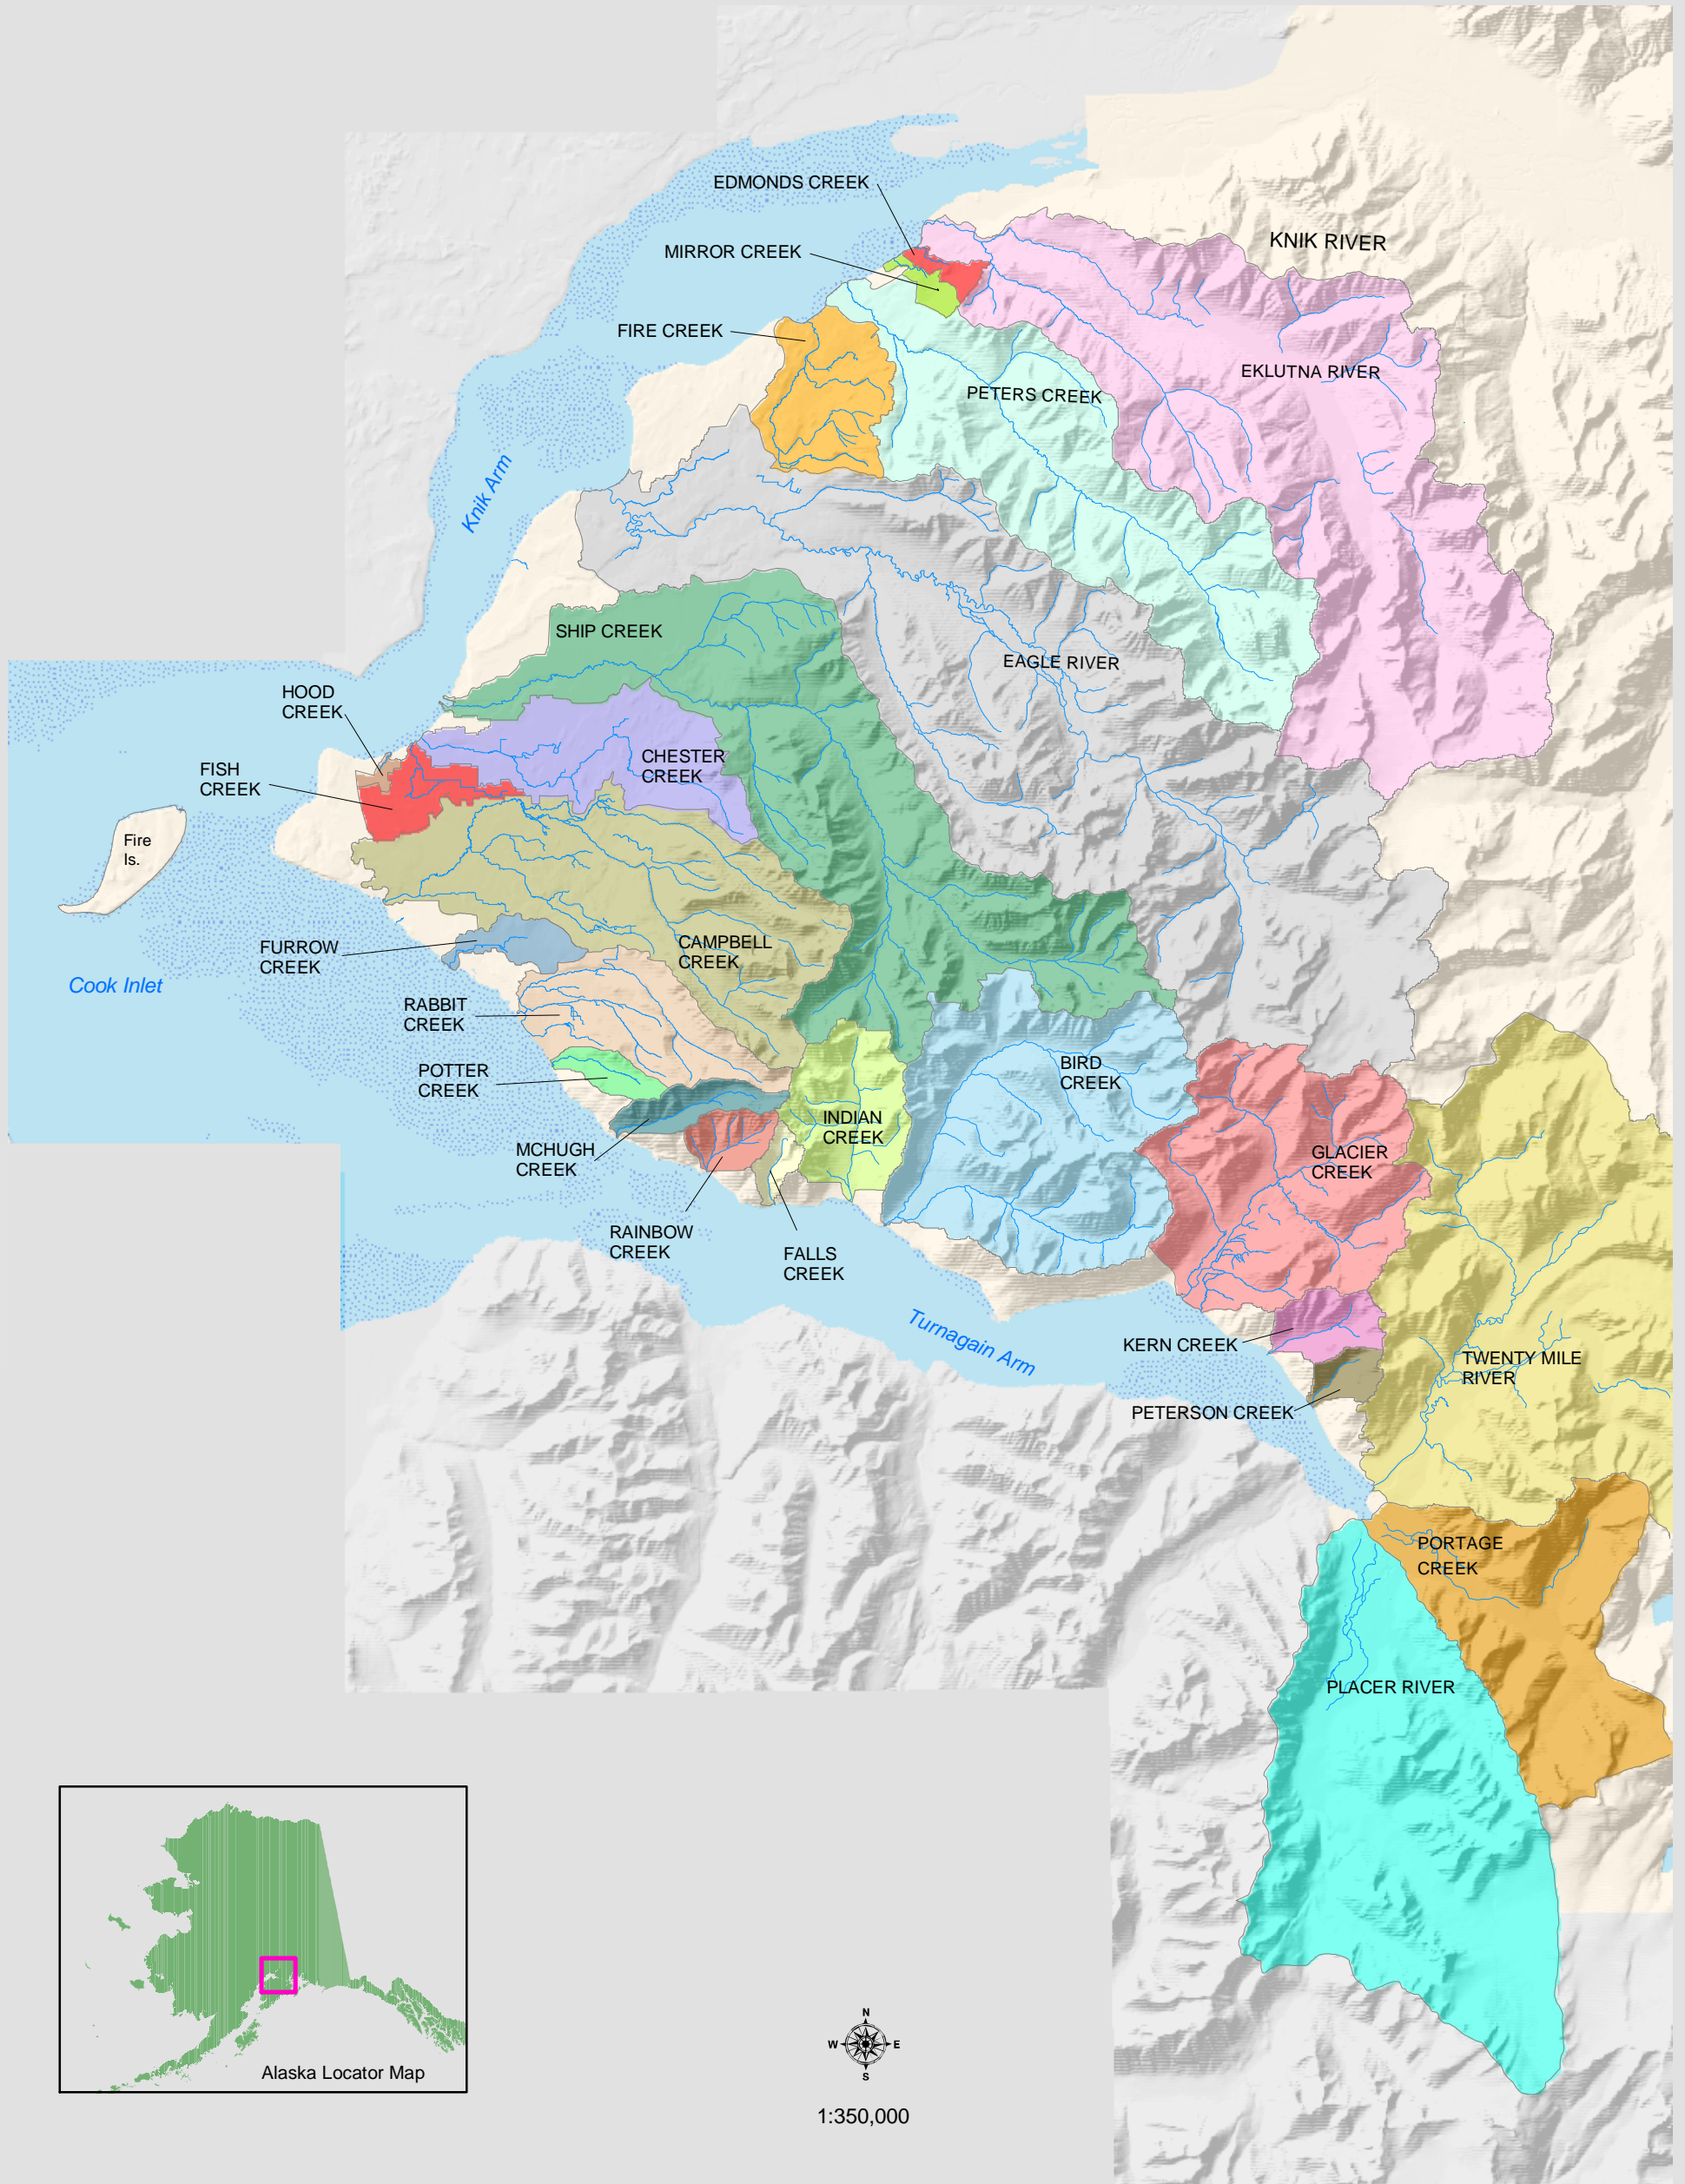 EDMONDS CREEK
KNIK RIVER
MIRROR CREEK
FIRE CREEK
EKLUTNA RIVER
PETERS CREEK
Knik Arm
SHIP CREEK
EAGLE RIVER
HOOD
CREEK
CHESTER
CREEK
FISH
CREEK
Fire
Is.
FURROW
CREEK
CAMPBELL
CREEK
Cook Inlet
RABBIT
CREEK
BIRD
CREEK
POTTER
CREEK
INDIAN
CREEK
MCHUGH
CREEK
GLACIER
CREEK
RAINBOW
CREEK
FALLS
CREEK
Turnagain Arm
KERN CREEK
TWENTY MILE
RIVER
PETERSON CREEK
PORTAGE
CREEK
PLACER RIVER
Alaska Locator Map
N
W E
S
1:350,000